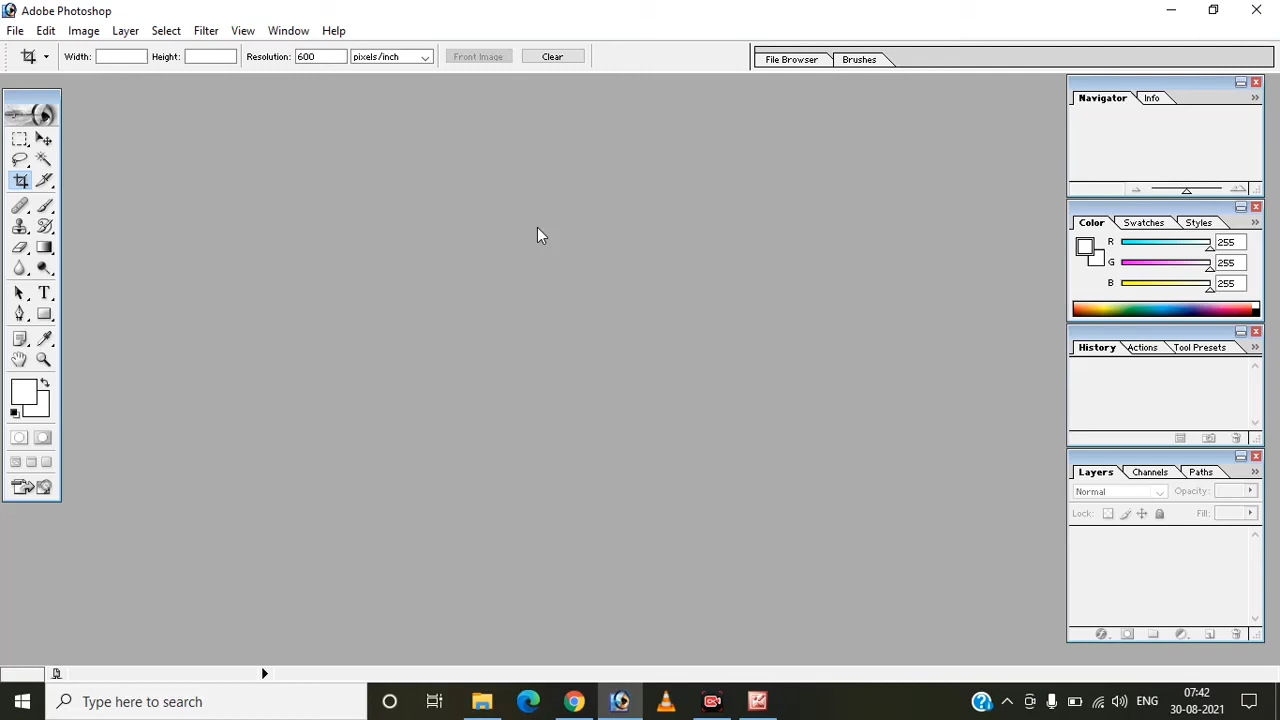 Adobe Photoshop
File Edit Image Layer Select Filter View Window Help
Width: Height: Resolution: 600 pixels/inch Front Image Clear File Browser Brushes
Navigator Info
Color Swatches Styles
R 255
G 255
B 255
History Actions Tool Presets
Layers Channels Paths
Normal Opacity:
Lock: Fill:
T
Type here to search
ENG
07:42
30-08-2021